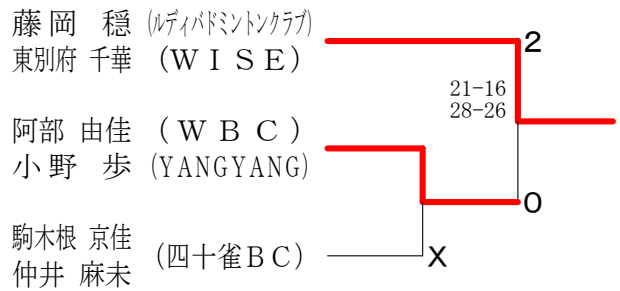 藤岡 穏 (ルディバドミントンクラブ)
東別府 千華 (WISE)
2
21-16
28-26
阿部 由佳 (WBC)
小野 歩 (YANGYANG)
0
駒木根 京佳
仲井 麻未
(四十雀BC)
X